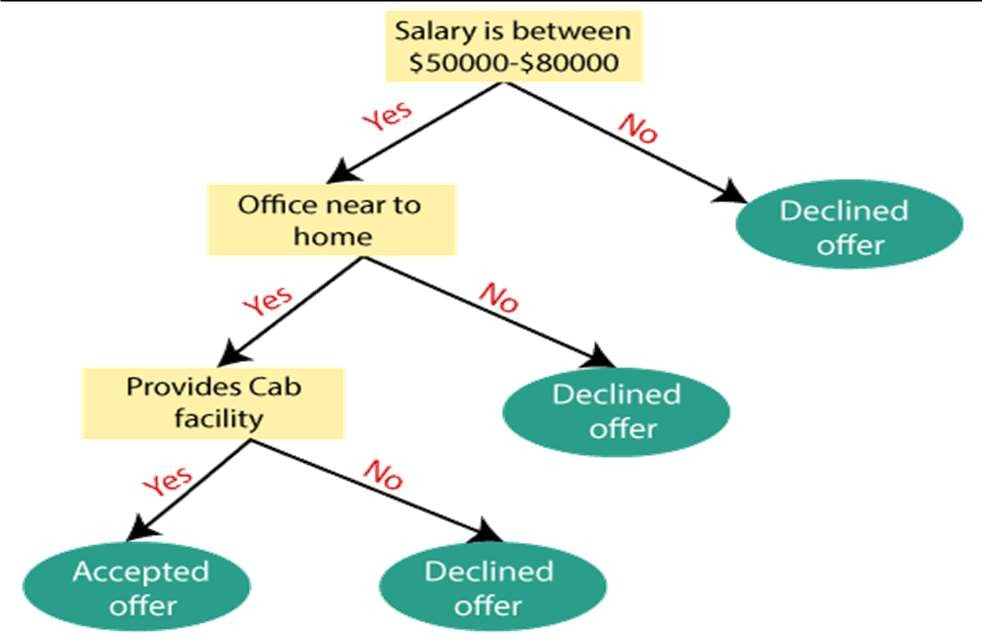 Salary is between
$50000-$80000
Yes
No
Office near to
home
Declined
offer
Yes
No
Provides Cab
facility
Declined
offer
Yes
No
Accepted
offer
Declined
offer